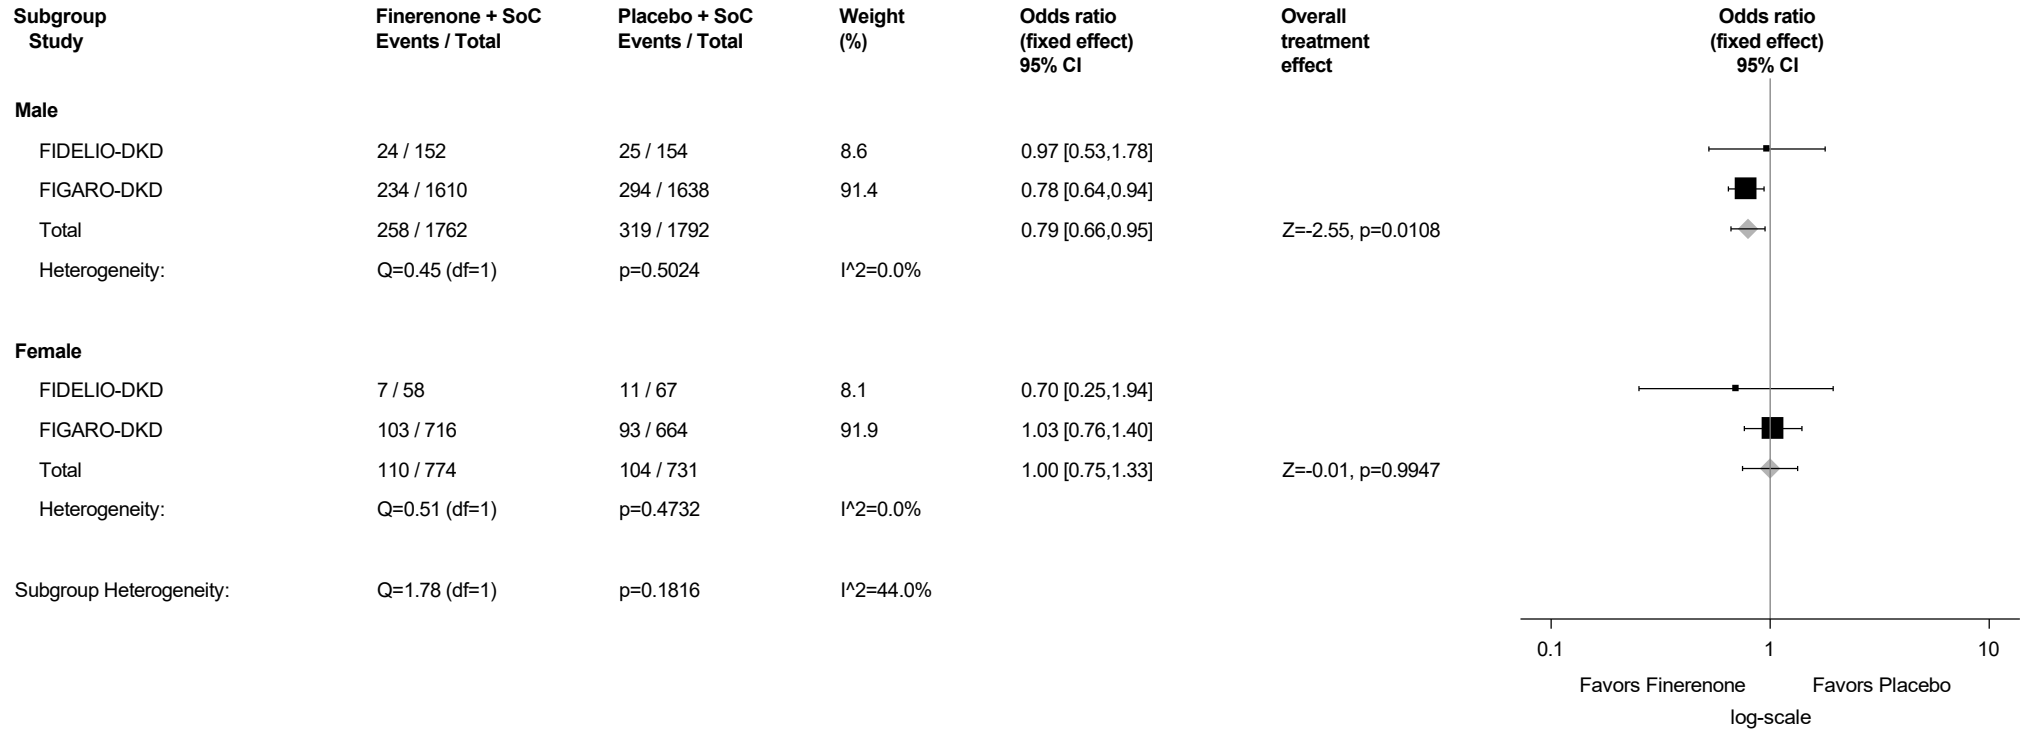 Subgroup Finerenone + SoC Placebo + SoC Weight Odds ratio Overall Odds ratio
Study Events / Total Events / Total (%) (fixed effect) treatment (fixed effect)
95% CI effect 95% CI
Male
FIDELIO-DKD 24 / 152 25 / 154 8.6 0.97 [0.53,1.78]
FIGARO-DKD 234 / 1610 294 / 1638 91.4 0.78 [0.64,0.94]
Total 258 / 1762 319 / 1792 0.79 [0.66,0.95] Z=-2.55, p=0.0108
Heterogeneity: Q=0.45 (df=1) p=0.5024 I^2=0.0%
Female
FIDELIO-DKD 7 / 58 11 / 67 8.1 0.70 [0.25,1.94]
FIGARO-DKD 103 / 716 93 / 664 91.9 1.03 [0.76,1.40]
Total 110 / 774 104 / 731 1.00 [0.75,1.33] Z=-0.01, p=0.9947
Heterogeneity: Q=0.51 (df=1) p=0.4732 I^2=0.0%
Subgroup Heterogeneity: Q=1.78 (df=1) p=0.1816 I^2=44.0%
0.1 1 10
Favors Finerenone Favors Placebo
log-scale